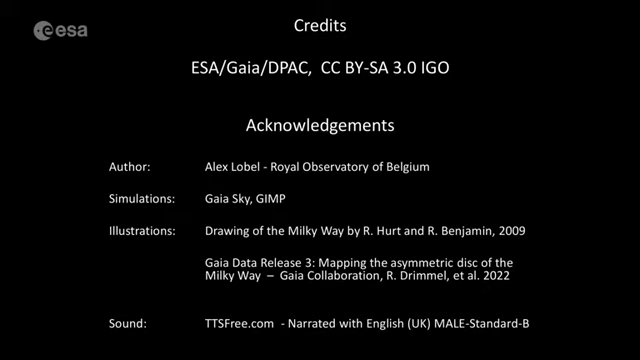 esa
Credits
ESA/Gaia/DPAC, CC BY-SA 3.0 IGO
Acknowledgements
Author: Alex Lobel - Royal Observatory of Belgium
Simulations: Gaia Sky, GIMP
Illustrations: Drawing of the Milky Way by R. Hurt and R. Benjamin, 2009
Gaia Data Release 3: Mapping the asymmetric disc of the
Milky Way – Gaia Collaboration, R. Drimmel, et al. 2022
Sound: TTSFree.com - Narrated with English (UK) MALE-Standard-B